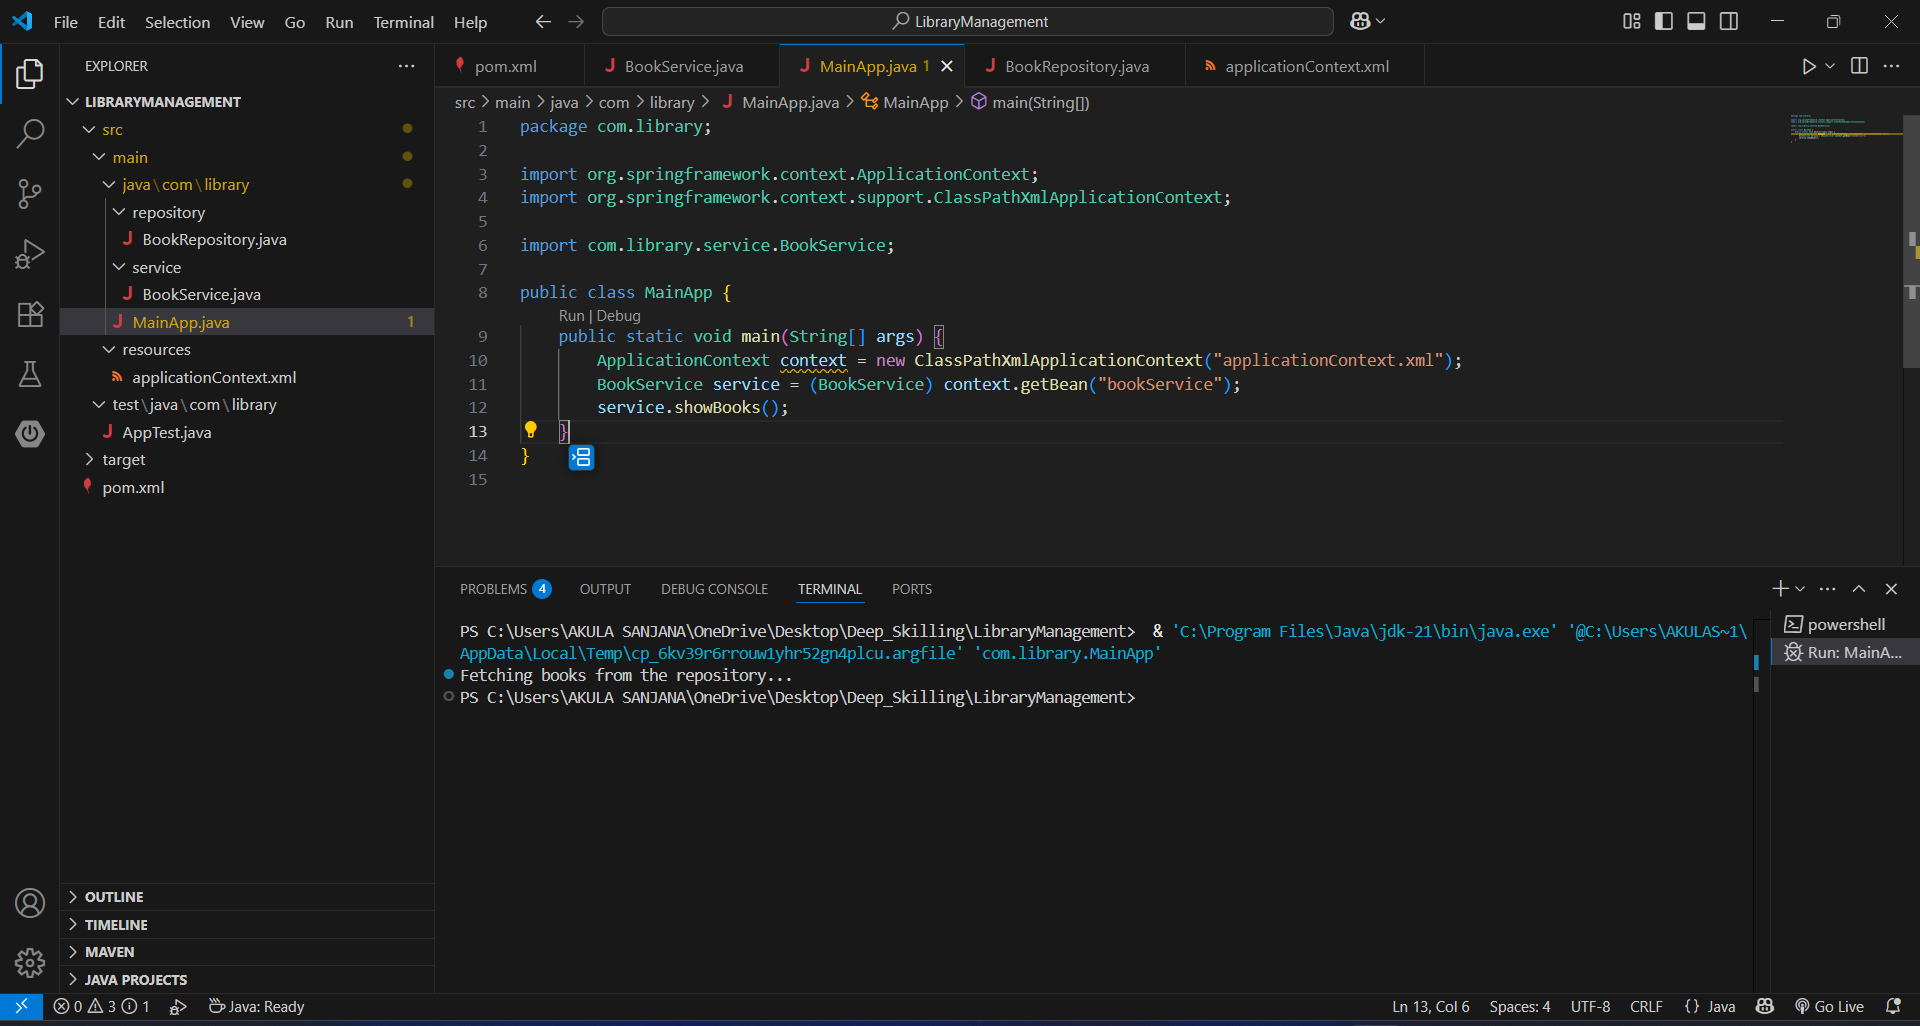 File Edit Selection View Go Run Terminal Help
LibraryManagement
EXPLORER
LIBRARYMANAGEMENT
src
main
java\com\library
repository
BookRepository.java
service
BookService.java
MainApp.java 1
resources
applicationContext.xml
test\java\com\library
AppTest.java
target
pom.xml
OUTLINE
TIMELINE
MAVEN
JAVA PROJECTS
pom.xml BookService.java MainApp.java 1 BookRepository.java applicationContext.xml
src > main > java > com > library > MainApp.java > MainApp > main(String[])
1 package com.library;
2
3 import org.springframework.context.ApplicationContext;
4 import org.springframework.context.support.ClassPathXmlApplicationContext;
5
6 import com.library.service.BookService;
7
8 public class MainApp {
Run | Debug
9 public static void main(String[] args) {
10 ApplicationContext context = new ClassPathXmlApplicationContext("applicationContext.xml");
11 BookService service = (BookService) context.getBean("bookService");
12 service.showBooks();
13 }
14 }
15
PROBLEMS 4 OUTPUT DEBUG CONSOLE TERMINAL PORTS
PS C:\Users\AKULA SANJANA\OneDrive\Desktop\Deep_Skilling\LibraryManagement> & 'C:\Program Files\Java\jdk-21\bin\java.exe' '@C:\Users\AKULAS~1\
AppData\Local\Temp\cp_6kv39r6rrouw1yhr52gn4plcu.argfile' 'com.library.MainApp'
Fetching books from the repository...
PS C:\Users\AKULA SANJANA\OneDrive\Desktop\Deep_Skilling\LibraryManagement>
powershell
Run: MainA...
0 3 1 Java: Ready
Ln 13, Col 6 Spaces: 4 UTF-8 CRLF {} Java Go Live